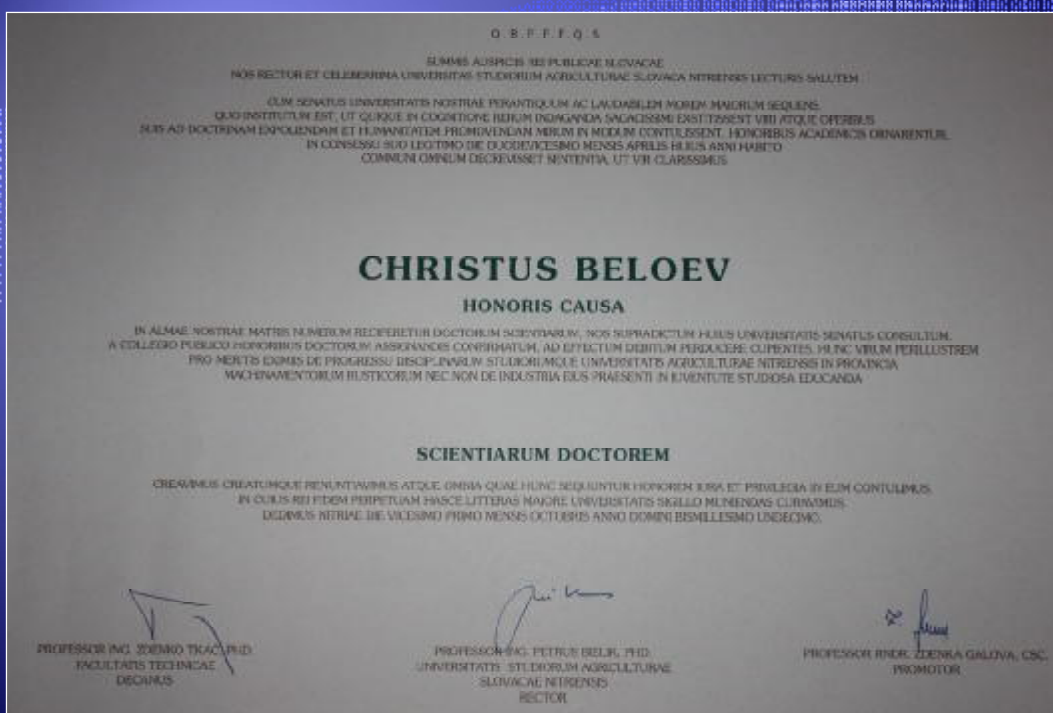 Q. B. F. F. F. Q. S.
SUMMIS AUSPICIIS REI PUBLICAE SLOVACAE
NOS RECTOR ET CELEBERRIMA UNIVERSITAS STUDIORUM AGRICULTURAE SLOVACA NITRIENSIS LECTURIS SALUTEM
CUM SENATUS UNIVERSITATIS NOSTRAE PERANTIQUUM AC LAUDABILEM MOREM MAIORUM SEQUENS,
QUO INSTITUTUM EST, UT QUIQUE IN COGNITIONE RERUM INDAGANDA SAGACISSIMI EXSTITISSENT VIRI ATQUE OPERIBUS
SUIS AD DOCTRINAM EXPOLIENDAM ET HUMANITATEM PROMOVENDAM MIRUM IN MODUM CONTULISSENT, HONORIBUS ACADEMICIS ORNARENTUR,
IN CONSESSU SUO LEGITIMO DIE DUODEVICESIMO MENSIS APRILIS HUIUS ANNI HABITO
COMMUNI OMNIUM DECREVISSET SENTENTIA, UT VIR CLARISSIMUS
CHRISTUS BELOEV
HONORIS CAUSA
IN ALMAE NOSTRAE MATRIS NUMERUM RECIPERETUR DOCTORUM SCIENTIARUM, NOS SUPRADICTUM HUIUS UNIVERSITATIS SENATUS CONSULTUM,
A COLLEGIO PUBLICO HONORIBUS DOCTORUM ASSIGNANDIS CONFIRMATUM, AD EFFECTUM DEBITUM PERDUCERE CUPIENTES, HUNC VIRUM PERILLUSTREM
PRO MERITIS EXIMIIS DE PROGRESSU DISCIPLINARUM STUDIORUMQUE UNIVERSITATIS AGRICULTURAE NITRIENSIS IN PROVINCIA
MACHINAMENTORUM RUSTICORUM NEC NON DE INDUSTRIA EIUS PRAESENTI IN IUVENTUTE STUDIOSA EDUCANDA
SCIENTIARUM DOCTOREM
CREAVIMUS CREATUMQUE RENUNTIAVIMUS ATQUE OMNIA QUAE HUNC SEQUUNTUR HONOREM IURA ET PRIVILEGIA IN EUM CONTULIMUS.
IN CUIUS REI FIDEM PERPETUAM HASCE LITTERAS MAIORE UNIVERSITATIS SIGILLO MUNIENDAS CURAVIMUS.
DEDIMUS NITRIAE DIE VICESIMO PRIMO MENSIS OCTOBRIS ANNO DOMINI BISMILLESIMO UNDECIMO.
PROFESSOR ING. ZDENKO TKAČ, PHD.
FACULTATIS TECHNICAE
DECANUS
PROFESSOR ING. PETRUS BIELIK, PHD.
UNIVERSITATIS STUDIORUM AGRICULTURAE
SLOVACAE NITRIENSIS
RECTOR
PROFESSOR RNDR. ZDENKA GALOVA, CSC.
PROMOTOR